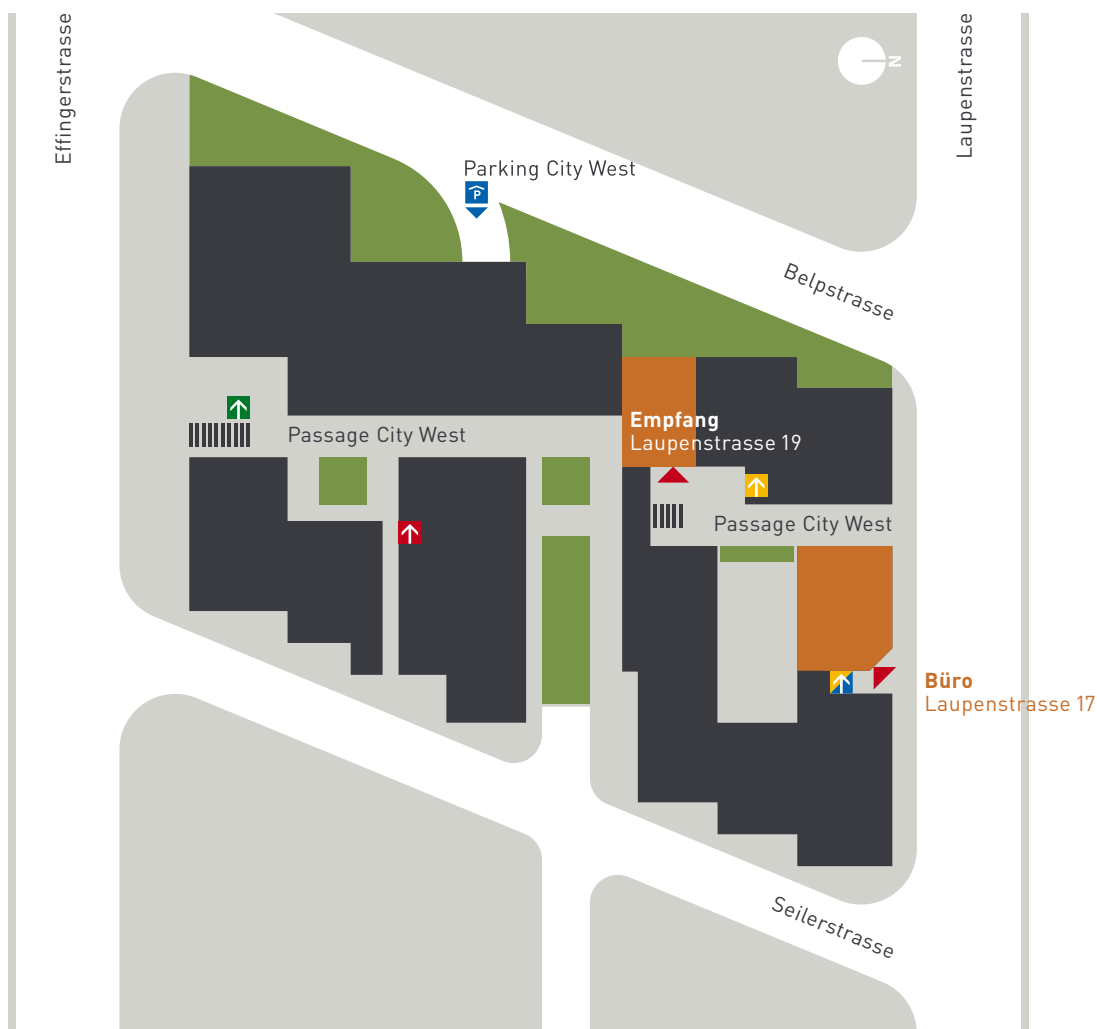 Effingerstrasse
Laupenstrasse
N
Parking City West
P
Belpstrasse
Empfang
Laupenstrasse 19
Passage City West
Passage City West
Büro
Laupenstrasse 17
Seilerstrasse